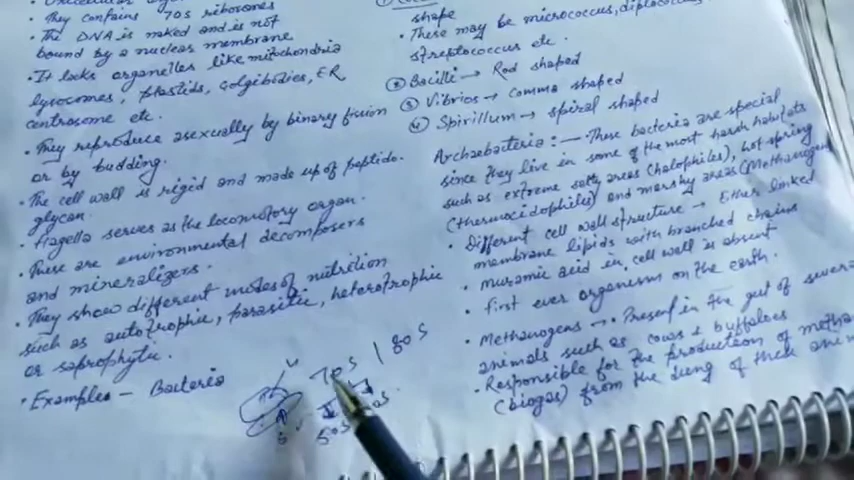 • They contains 70s ribosomes
• The DNA is naked and is not
bound by a nuclear membrane
• It lacks organelles like mitochondria
lysosomes, plastids, golgibodies, ER,
centrosome etc.
• They reproduce asexually by binary fission
or by budding.
• The cell wall is rigid and made up of peptido-
glycan.
• flagella serves as the locomotory organ.
• These are environmental decomposers
and mineralizers.
• They show different modes of nutrition
such as autotrophic, parasitic, heterotrophic
or saprophytic.
• Examples – Bacteria
70s | 80s
50s
shape
• These may be micrococcus, diplococcus,
streptococcus etc.
② Bacilli → Rod shaped
③ Vibrios → Comma shaped
④ Spirillum → spiral shaped
Archaebacteria :— These bacteria are special
since they live in some of the most harsh habitats
such as extreme salty areas (halophiles), hot spring
(thermoacidophiles) and marshy areas (Methanogen
• Different cell wall structure → Ether linked
membrane lipids with branched chains
• muramic acid in cell wall is absent
• first ever organism on the earth.
• Methanogens → • Present in the gut of several
animals such as cows & buffaloes
• Responsible for the production of metha
(biogas) from the dung of these anim